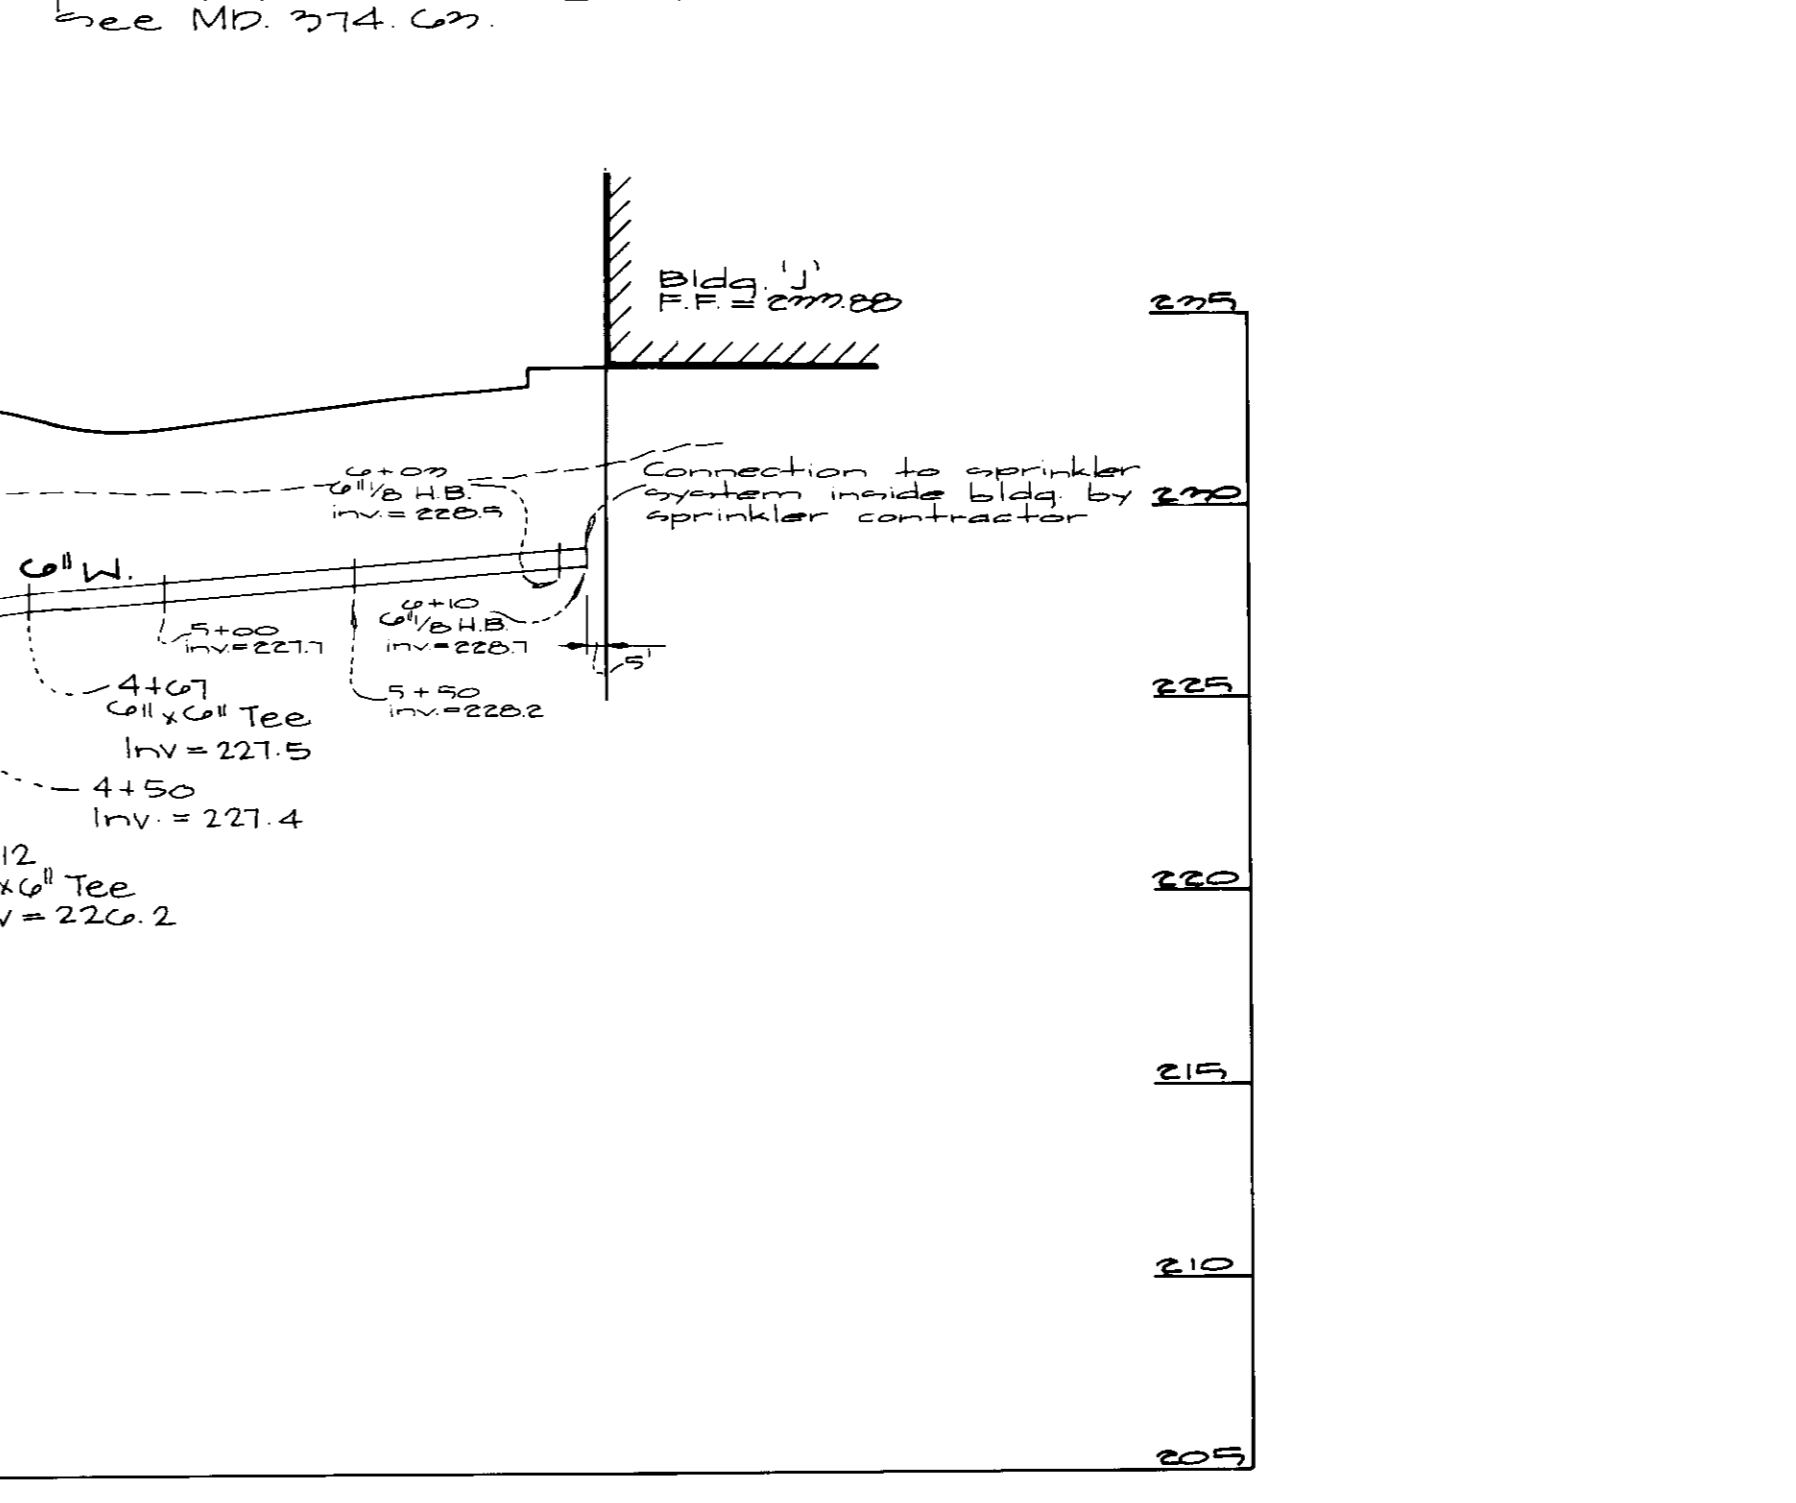 See MD. 374.63.
Bldg. 'J'
F.F. = 233.88
235
6+03
6" 1/8 H.B.
inv. = 228.5
Connection to sprinkler
system inside bldg. by
sprinkler contractor
230
6" W.
5+00
inv. = 227.7
6+10
6" 1/8 H.B.
inv. = 228.7
5'
4+67
6" x 6" Tee
Inv = 227.5
5+50
inv. = 228.2
225
4+50
Inv. = 227.4
12
x6" Tee
v = 226.2
220
215
210
205